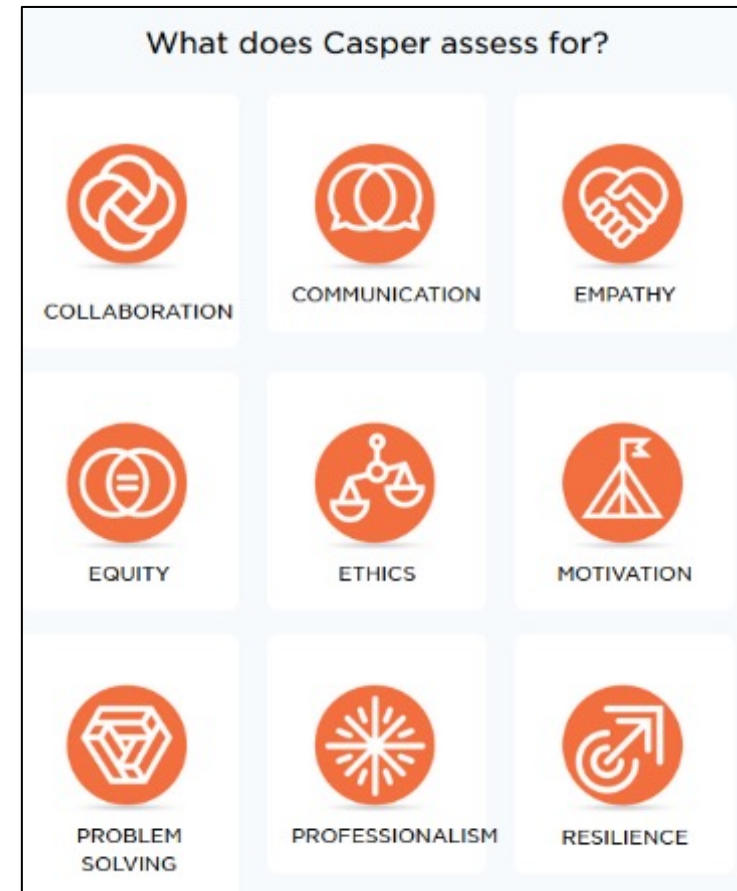 What does Casper assess for?
COLLABORATION
COMMUNICATION
EMPATHY
EQUITY
ETHICS
MOTIVATION
PROBLEM
SOLVING
PROFESSIONALISM
RESILIENCE